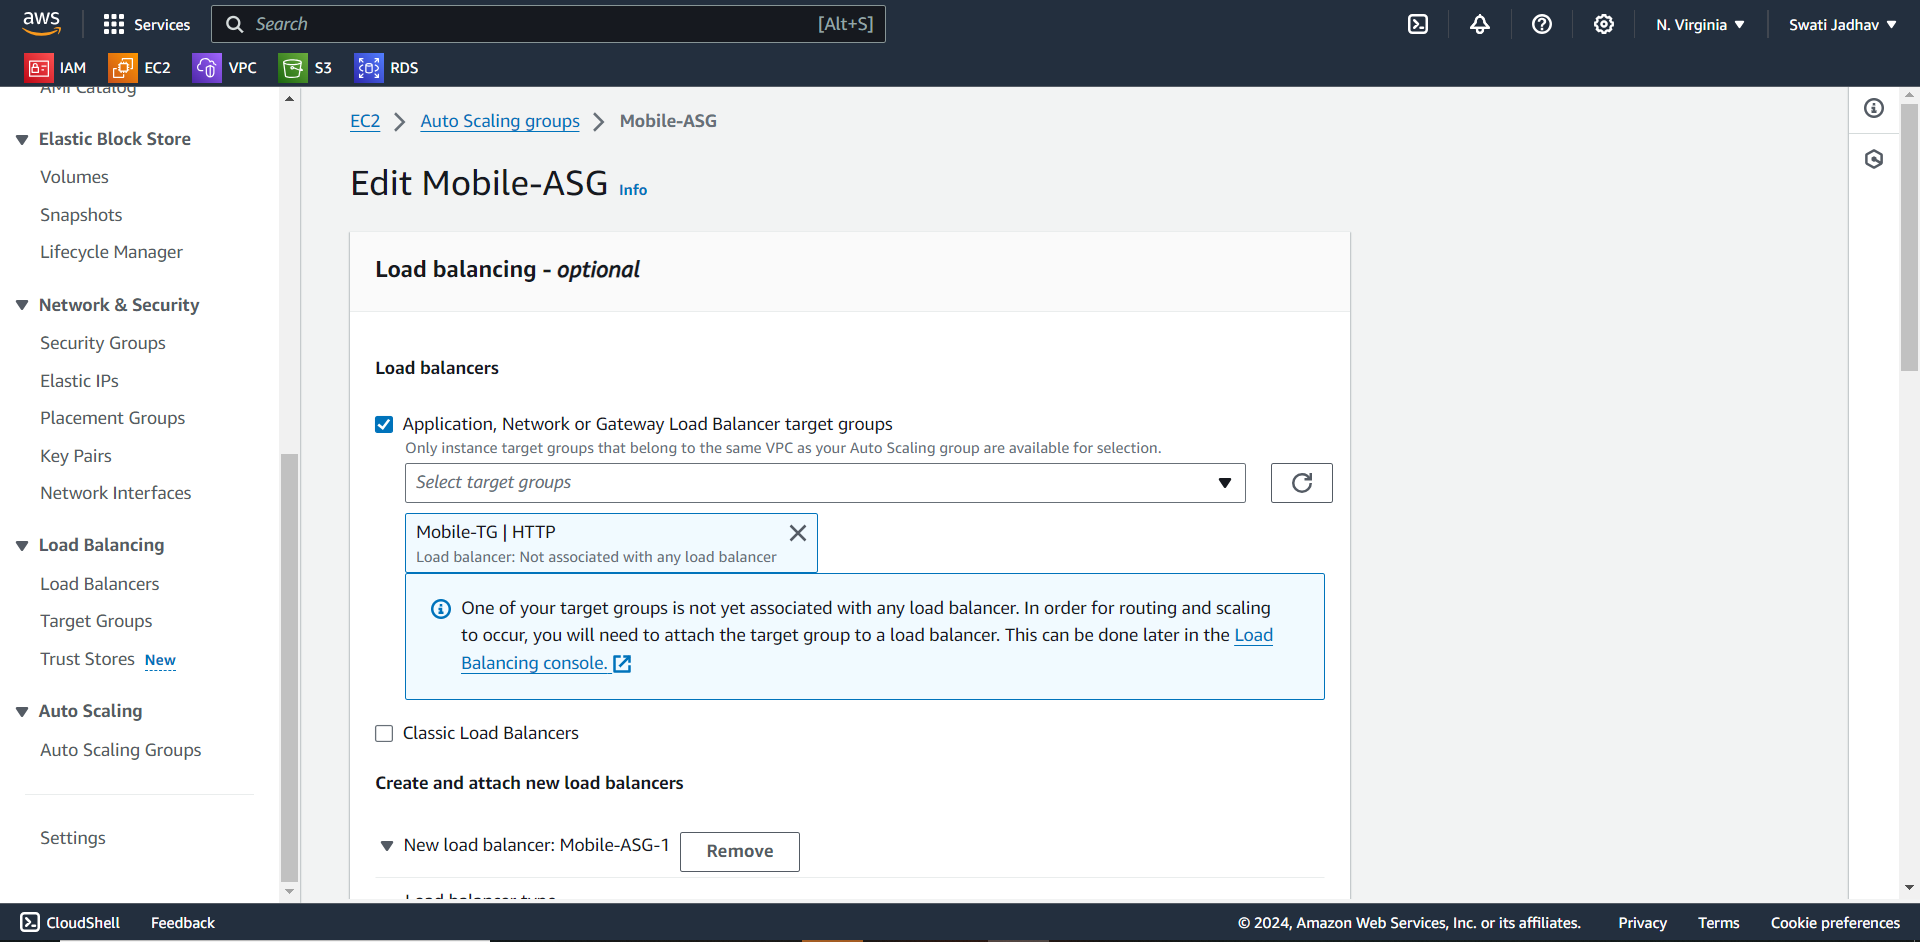 aws
Services
Search
[Alt+S]
N. Virginia
Swati Jadhav
IAM
EC2
VPC
S3
RDS
AMI Catalog
Elastic Block Store
Volumes
Snapshots
Lifecycle Manager
Network & Security
Security Groups
Elastic IPs
Placement Groups
Key Pairs
Network Interfaces
Load Balancing
Load Balancers
Target Groups
Trust Stores New
Auto Scaling
Auto Scaling Groups
Settings
EC2 > Auto Scaling groups > Mobile-ASG
Edit Mobile-ASG Info
Load balancing - optional
Load balancers
Application, Network or Gateway Load Balancer target groups
Only instance target groups that belong to the same VPC as your Auto Scaling group are available for selection.
Select target groups
Mobile-TG | HTTP
Load balancer: Not associated with any load balancer
One of your target groups is not yet associated with any load balancer. In order for routing and scaling
to occur, you will need to attach the target group to a load balancer. This can be done later in the Load
Balancing console.
Classic Load Balancers
Create and attach new load balancers
New load balancer: Mobile-ASG-1
Remove
Load balancer type
CloudShell
Feedback
© 2024, Amazon Web Services, Inc. or its affiliates.
Privacy
Terms
Cookie preferences